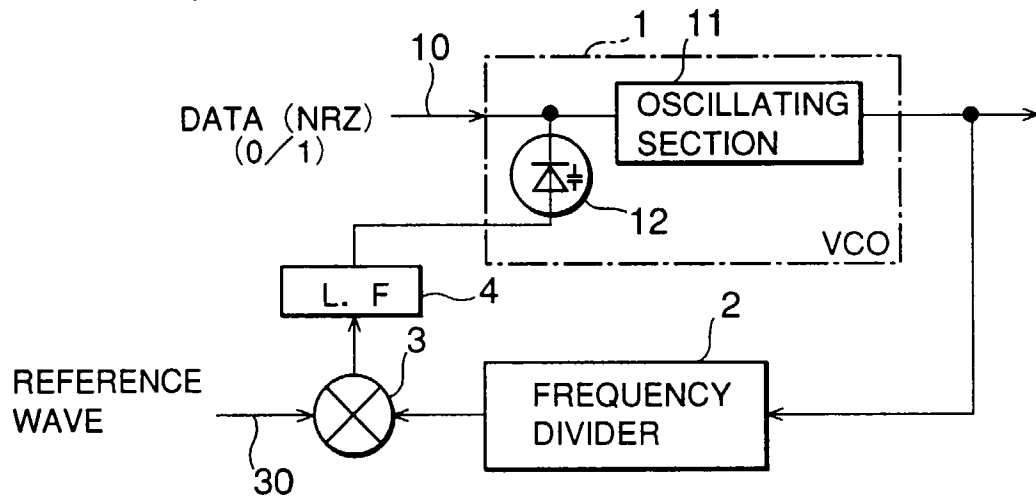 1
11
10
DATA (NRZ)
(0/1)
OSCILLATING
SECTION
12
VCO
L. F
4
3
2
REFERENCE
WAVE
FREQUENCY
DIVIDER
30